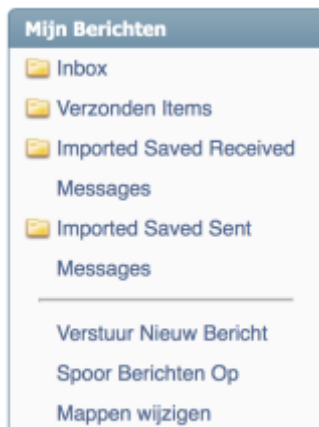 Mijn Berichten
Inbox
Verzonden Items
Imported Saved Received
Messages
Imported Saved Sent
Messages
Verstuur Nieuw Bericht
Spoor Berichten Op
Mappen wijzigen